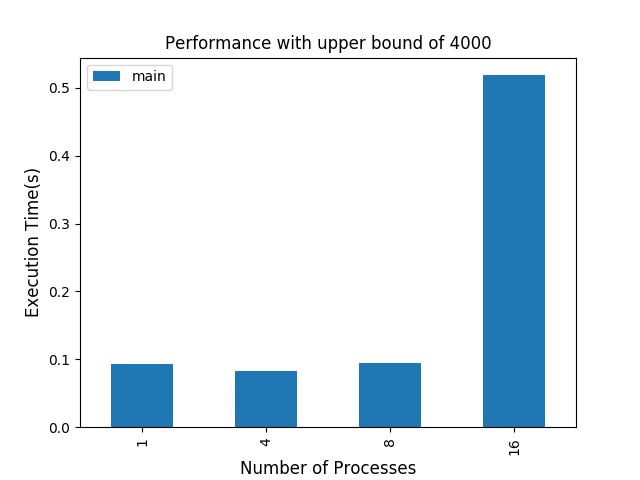 Performance with upper bound of 4000
main
0.5
0.4
0.3
0.2
0.1
0.0
Execution Time(s)
1
4
8
16
Number of Processes